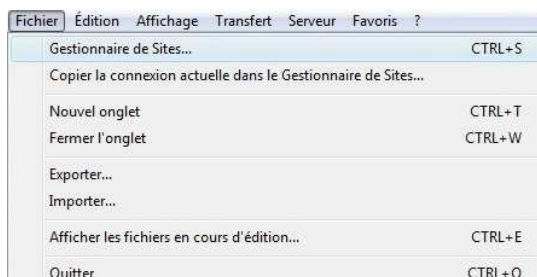 Fichier Édition Affichage Transfert Serveur Favoris ?
Gestionnaire de Sites... CTRL+S
Copier la connexion actuelle dans le Gestionnaire de Sites...
Nouvel onglet CTRL+T
Fermer l'onglet CTRL+W
Exporter...
Importer...
Afficher les fichiers en cours d'édition... CTRL+E
Quitter CTRL+Q